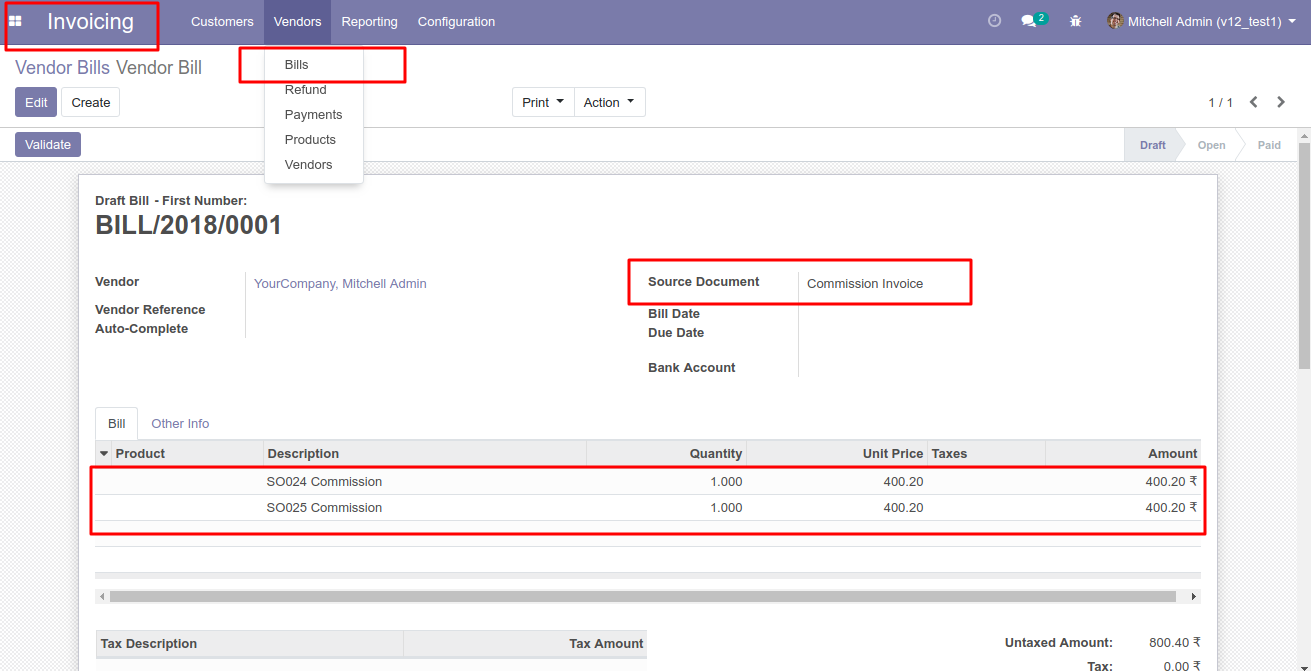 Invoicing Customers Vendors Reporting Configuration 2 Mitchell Admin (v12_test1)
Vendor Bills Vendor Bill
Bills
Edit Create
Refund
Print Action 1 / 1
Payments
Products
Vendors
Validate
Draft Open Paid
Draft Bill - First Number:
BILL/2018/0001
Vendor YourCompany, Mitchell Admin
Source Document Commission Invoice
Vendor Reference
Auto-Complete
Bill Date
Due Date
Bank Account
Bill Other Info
Product Description Quantity Unit Price Taxes Amount
SO024 Commission 1.000 400.20 400.20 ₹
SO025 Commission 1.000 400.20 400.20 ₹
Tax Description Tax Amount
Untaxed Amount: 800.40 ₹
Tax: 0.00 ₹